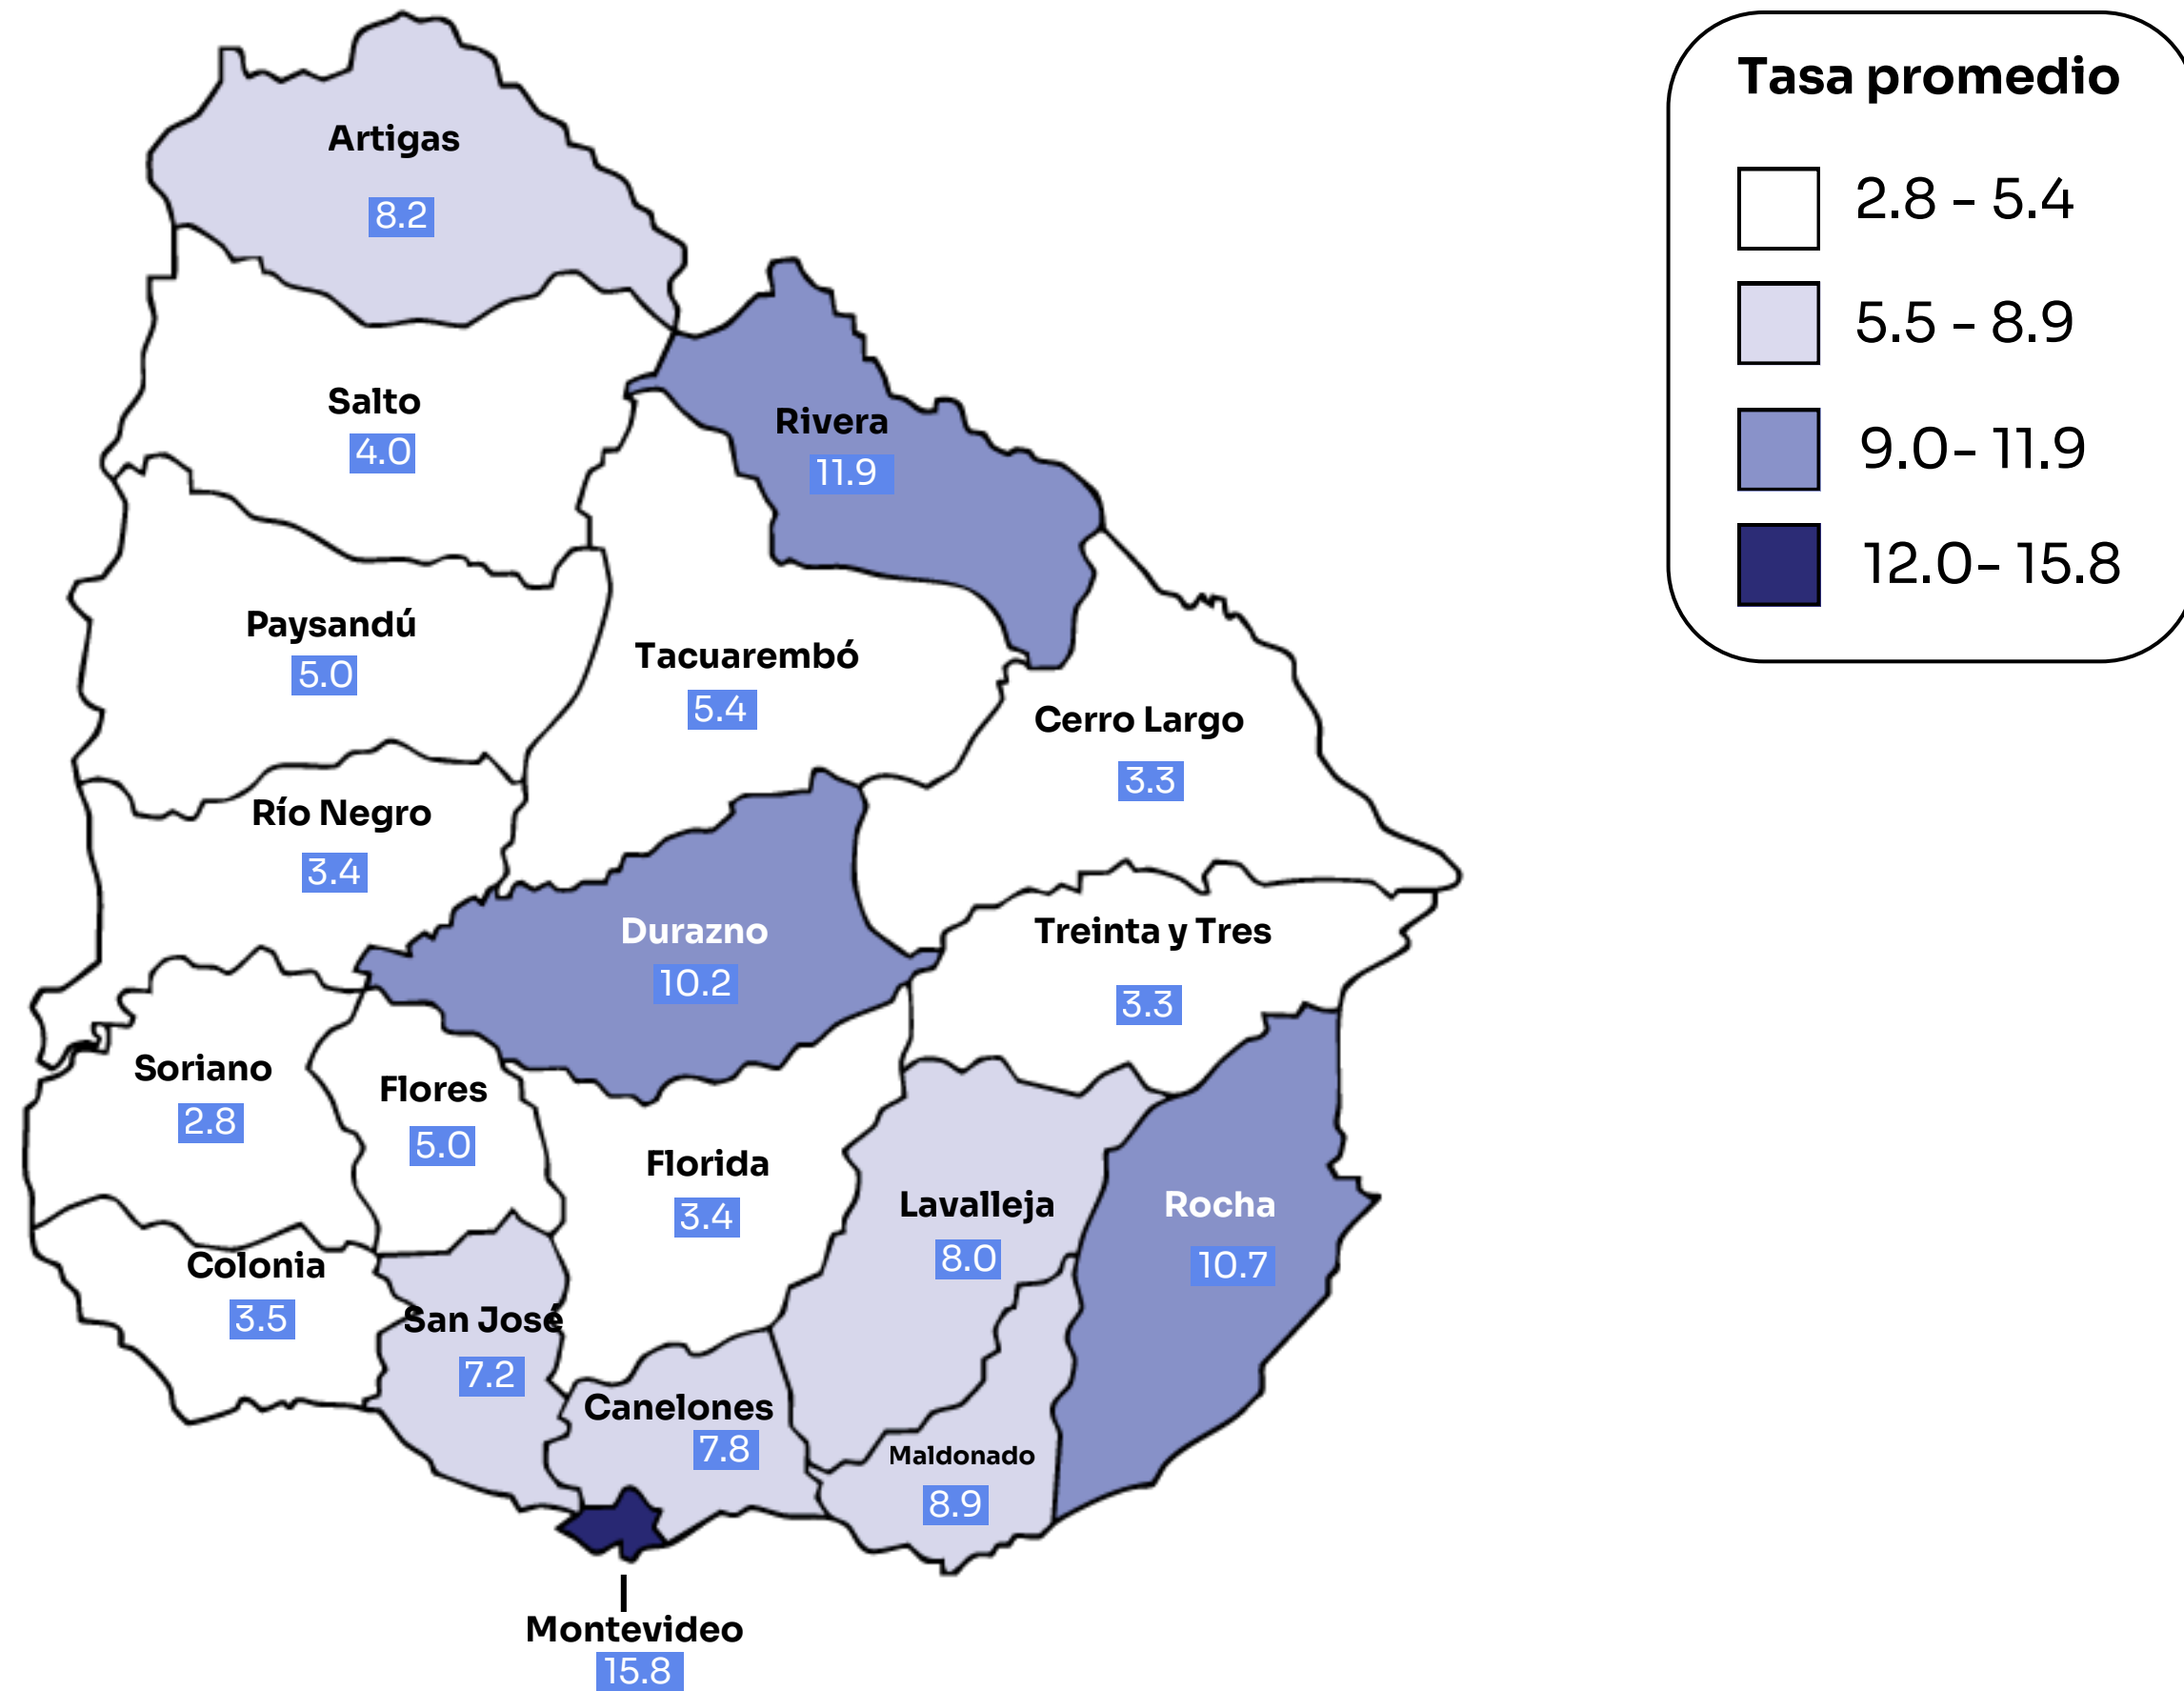 Tasa promedio
2.8 - 5.4
5.5 - 8.9
9.0- 11.9
12.0- 15.8
Artigas
8.2
Salto
4.0
Rivera
11.9
Paysandú
5.0
Tacuarembó
5.4
Cerro Largo
3.3
Río Negro
3.4
Durazno
10.2
Treinta y Tres
3.3
Soriano
2.8
Flores
5.0
Florida
3.4
Lavalleja
8.0
Rocha
10.7
Colonia
3.5
San José
7.2
Canelones
7.8
Maldonado
8.9
Montevideo
15.8